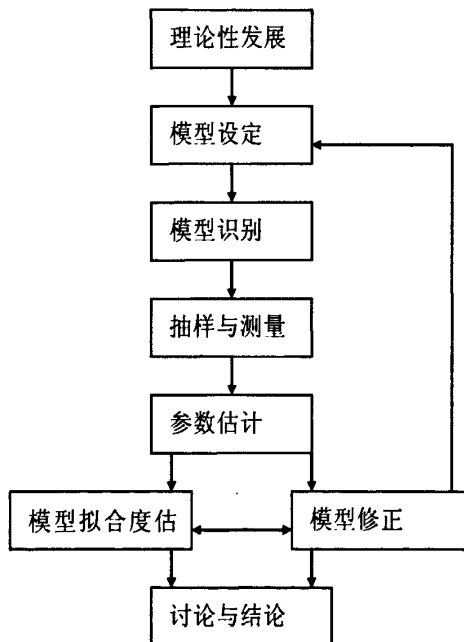 理论性发展
模型设定
模型识别
抽样与测量
参数估计
模型拟合度估
模型修正
讨论与结论